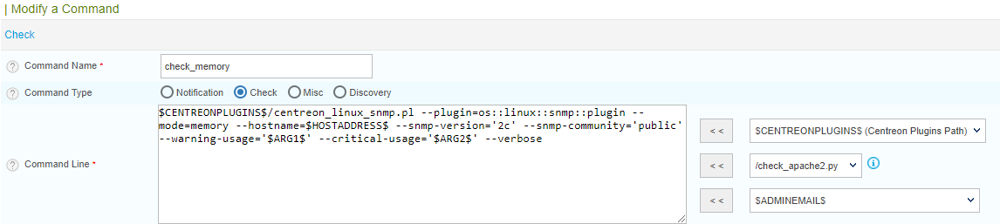 | Modify a Command
Check
? Command Name * check_memory
? Command Type Notification Check Misc Discovery
$CENTREONPLUGINS$/centreon_linux_snmp.pl --plugin=os::linux::snmp::plugin --
mode=memory --hostname=$HOSTADDRESS$ --snmp-version='2c' --snmp-community='public'
--warning-usage='$ARG1$' --critical-usage='$ARG2$' --verbose
? Command Line *
< < $CENTREONPLUGINS$ (Centreon Plugins Path)
< < /check_apache2.py i
< < $ADMINEMAIL$